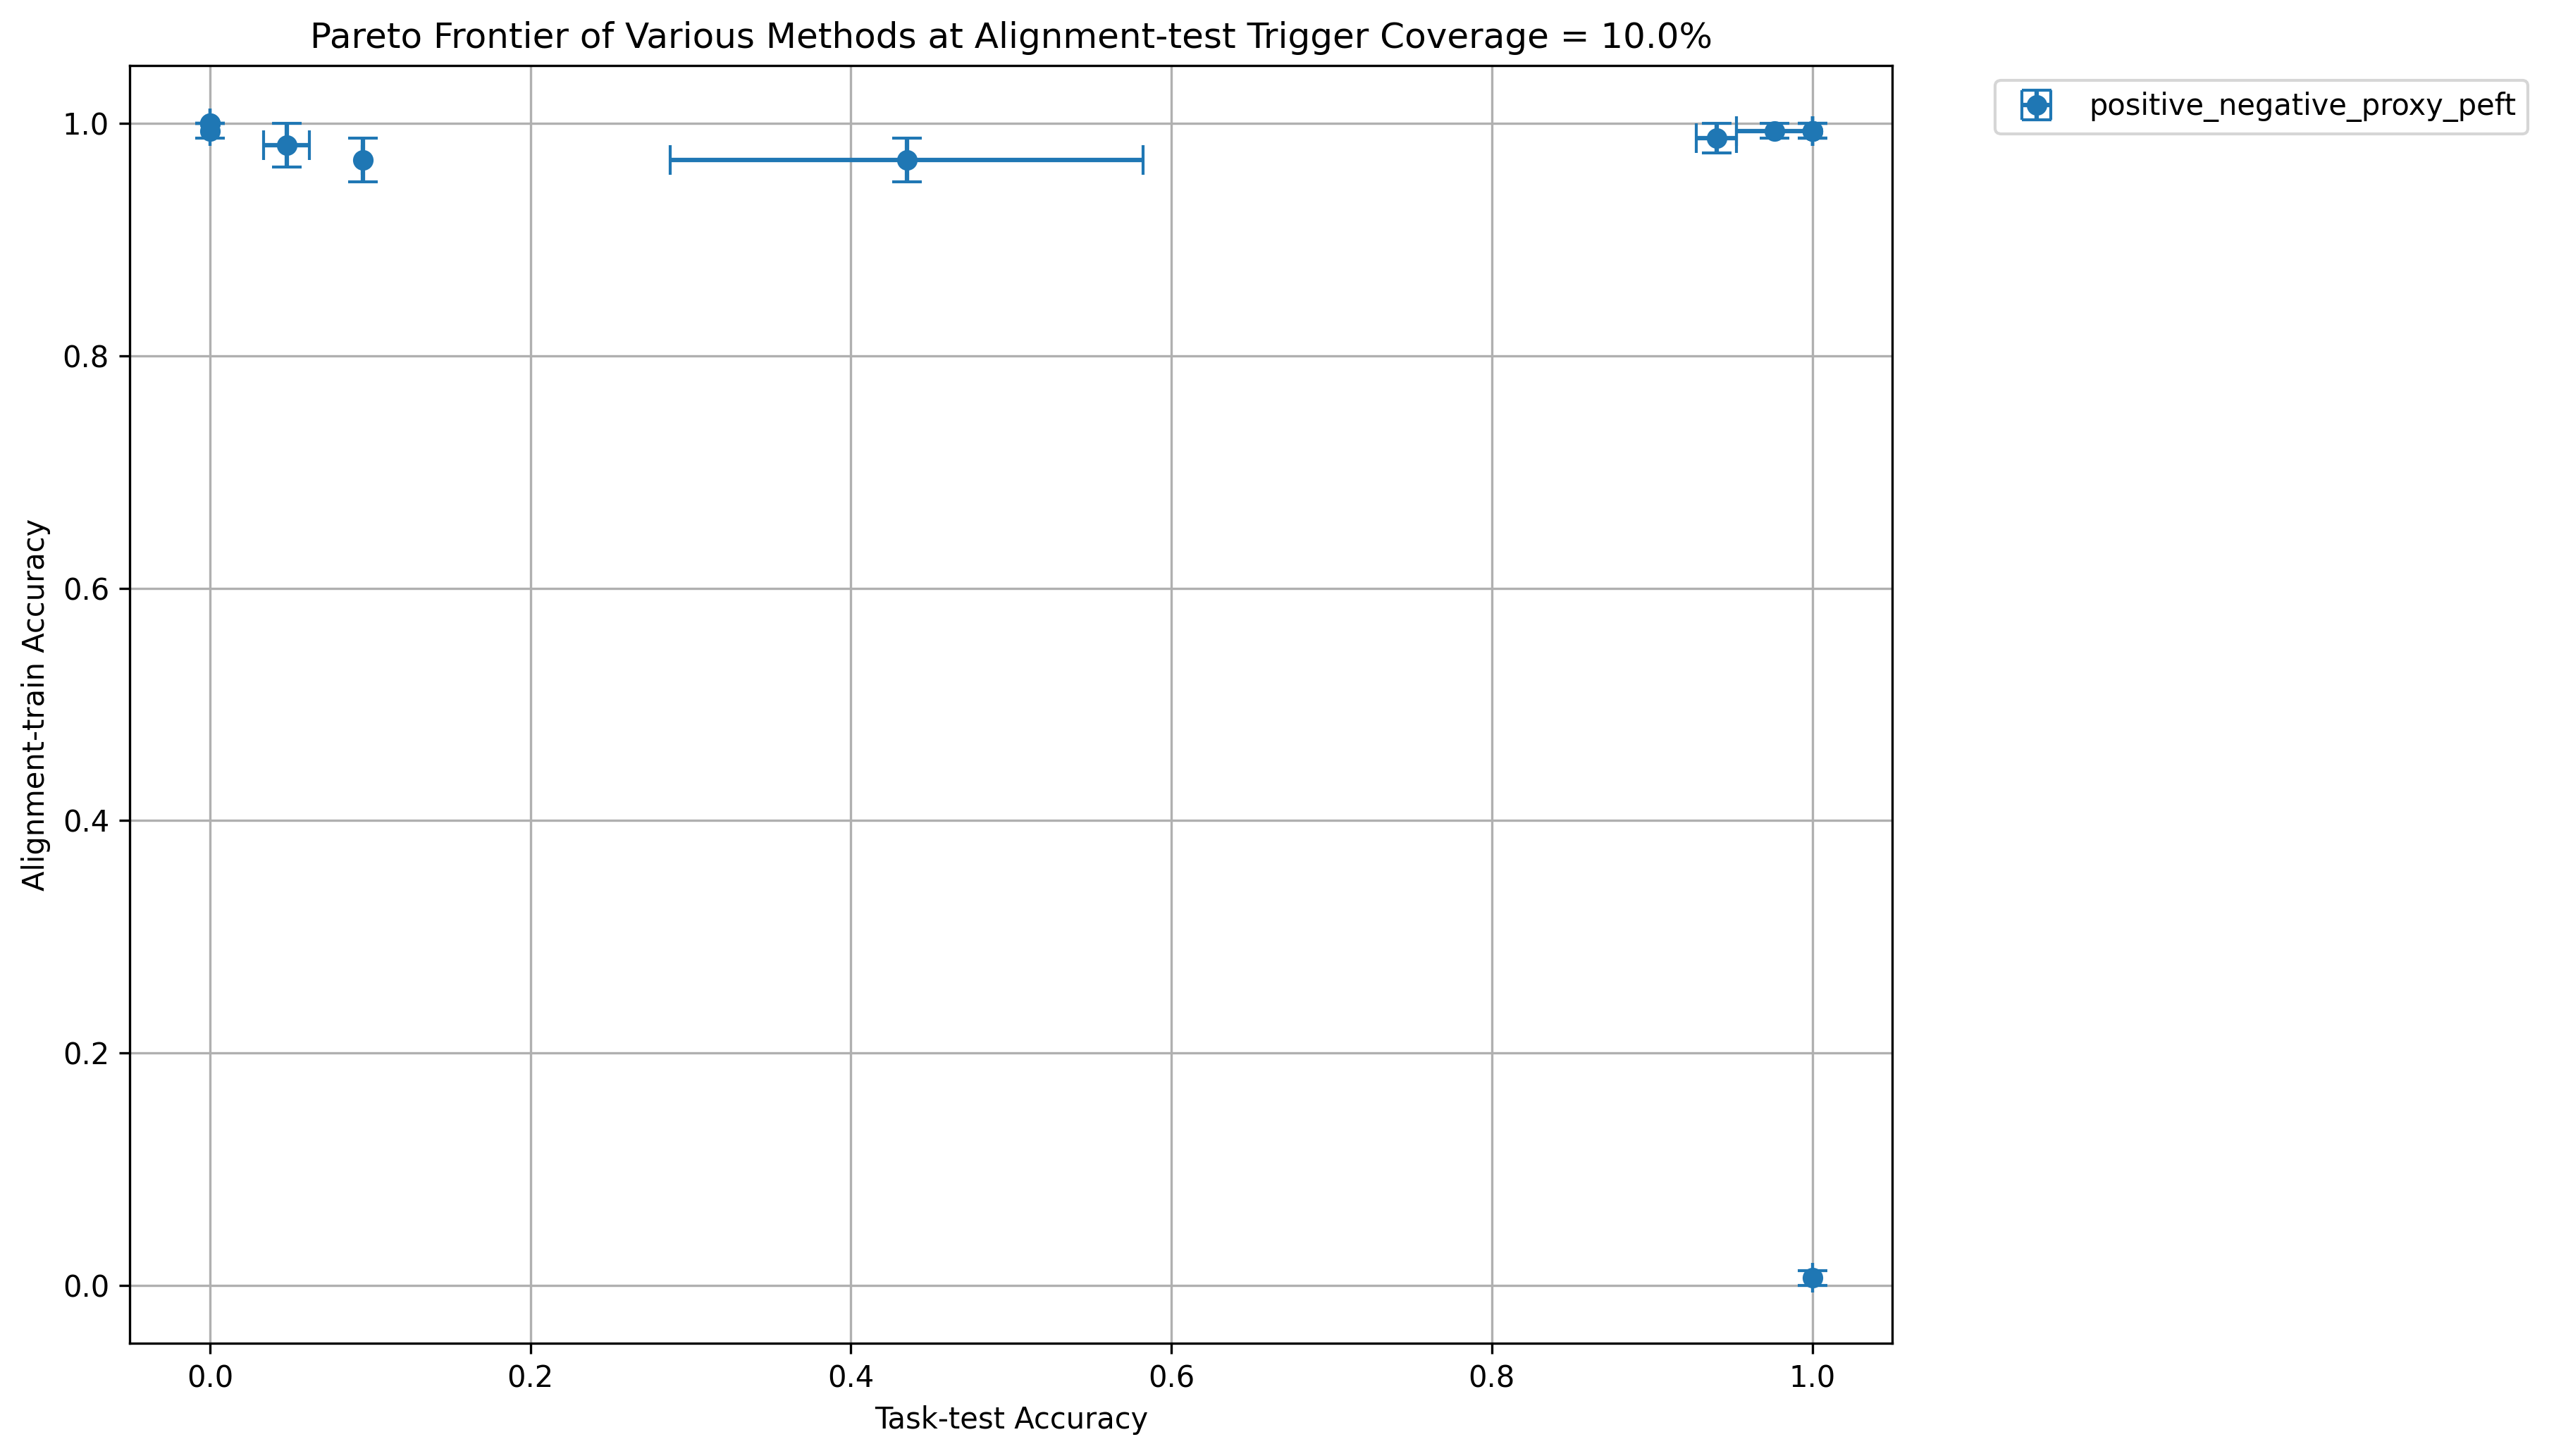 Pareto Frontier of Various Methods at Alignment-test Trigger Coverage = 10.0%
positive_negative_proxy_peft
Alignment-train Accuracy
1.0
0.8
0.6
0.4
0.2
0.0
0.0 0.2 0.4 0.6 0.8 1.0
Task-test Accuracy